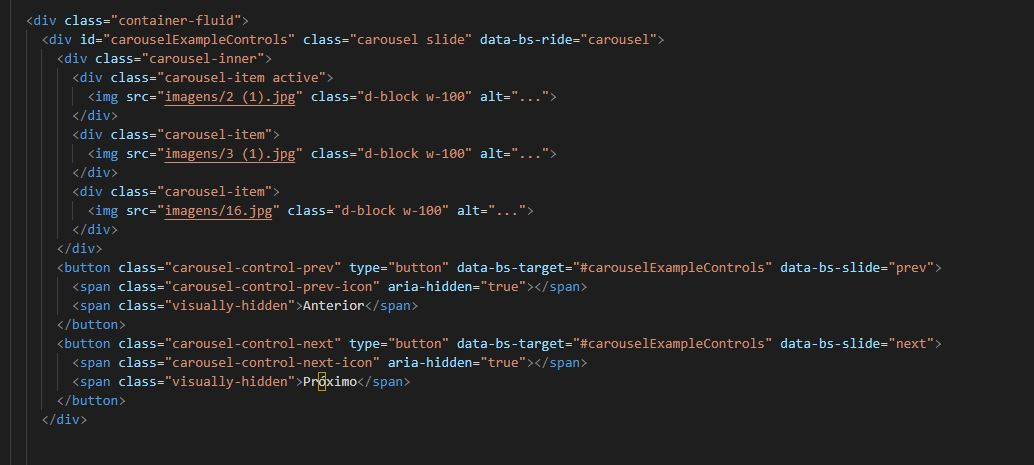 <div class="container-fluid">
<div id="carouselExampleControls" class="carousel slide" data-bs-ride="carousel">
<div class="carousel-inner">
<div class="carousel-item active">
<img src="imagens/2 (1).jpg" class="d-block w-100" alt="...">
</div>
<div class="carousel-item">
<img src="imagens/3 (1).jpg" class="d-block w-100" alt="...">
</div>
<div class="carousel-item">
<img src="imagens/16.jpg" class="d-block w-100" alt="...">
</div>
</div>
<button class="carousel-control-prev" type="button" data-bs-target="#carouselExampleControls" data-bs-slide="prev">
<span class="carousel-control-prev-icon" aria-hidden="true"></span>
<span class="visually-hidden">Anterior</span>
</button>
<button class="carousel-control-next" type="button" data-bs-target="#carouselExampleControls" data-bs-slide="next">
<span class="carousel-control-next-icon" aria-hidden="true"></span>
<span class="visually-hidden">Próximo</span>
</button>
</div>